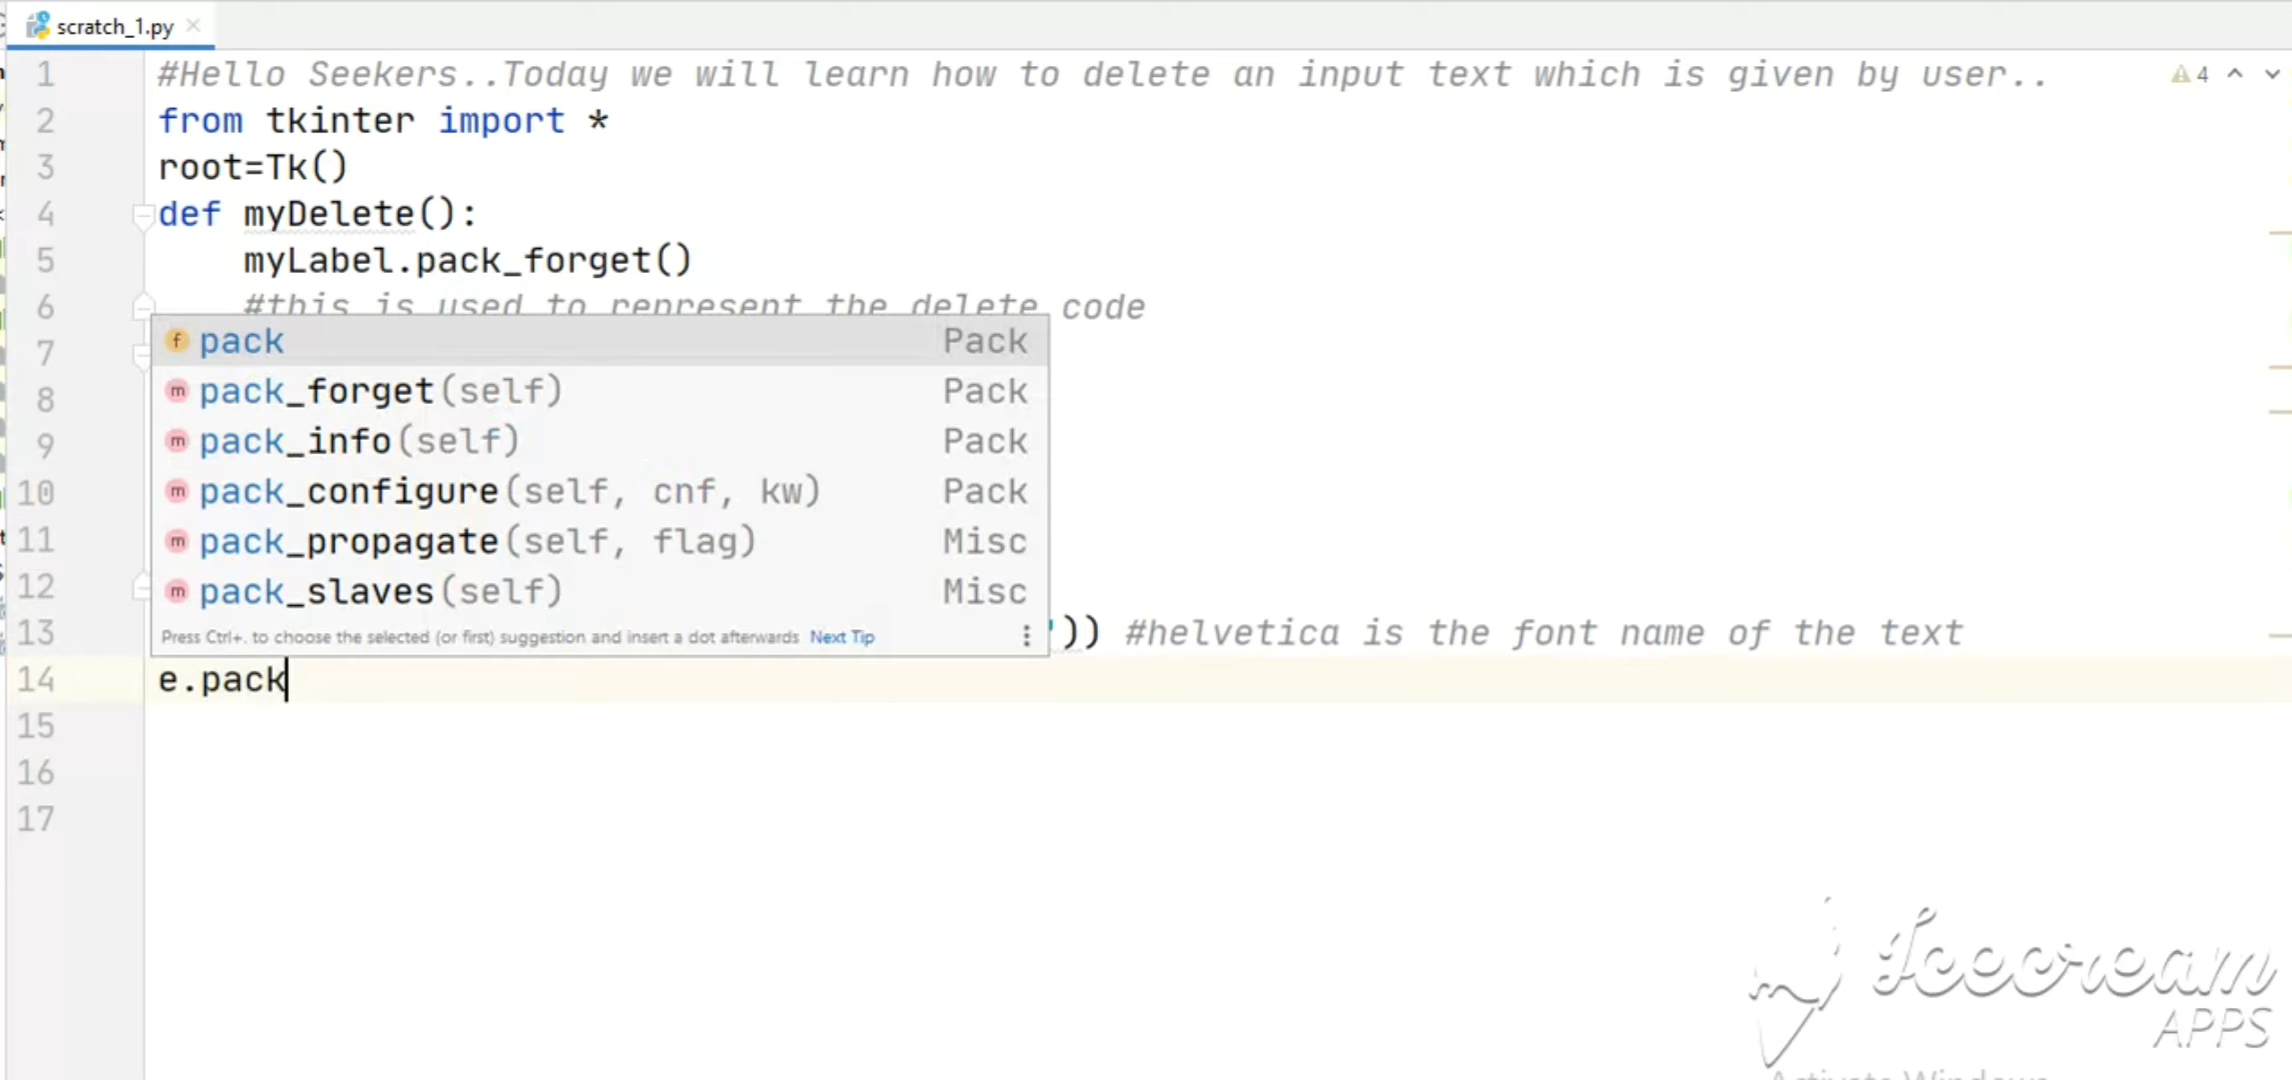 scratch_1.py
1 #Hello Seekers..Today we will learn how to delete an input text which is given by user.. 4
2 from tkinter import *
3 root=Tk()
4 def myDelete():
5 myLabel.pack_forget()
6 #this is used to represent the delete code
7
8
9
10
11
12
pack Pack
pack_forget(self) Pack
pack_info(self) Pack
pack_configure(self, cnf, kw) Pack
pack_propagate(self, flag) Misc
pack_slaves(self) Misc
Press Ctrl+. to choose the selected (or first) suggestion and insert a dot afterwards Next Tip
13 ')) #helvetica is the font name of the text
14 e.pack
15
16
17
Icecream
APPS
Activate Windows